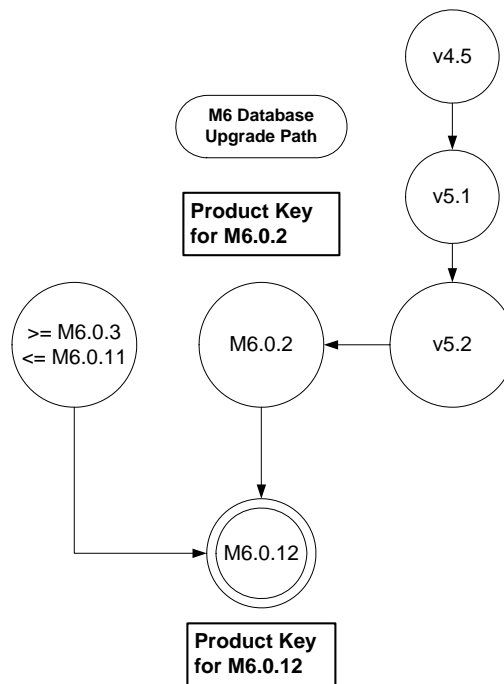 v4.5
M6 Database
Upgrade Path
v5.1
Product Key
for M6.0.2
>= M6.0.3
<= M6.0.11
M6.0.2
v5.2
M6.0.12
Product Key
for M6.0.12